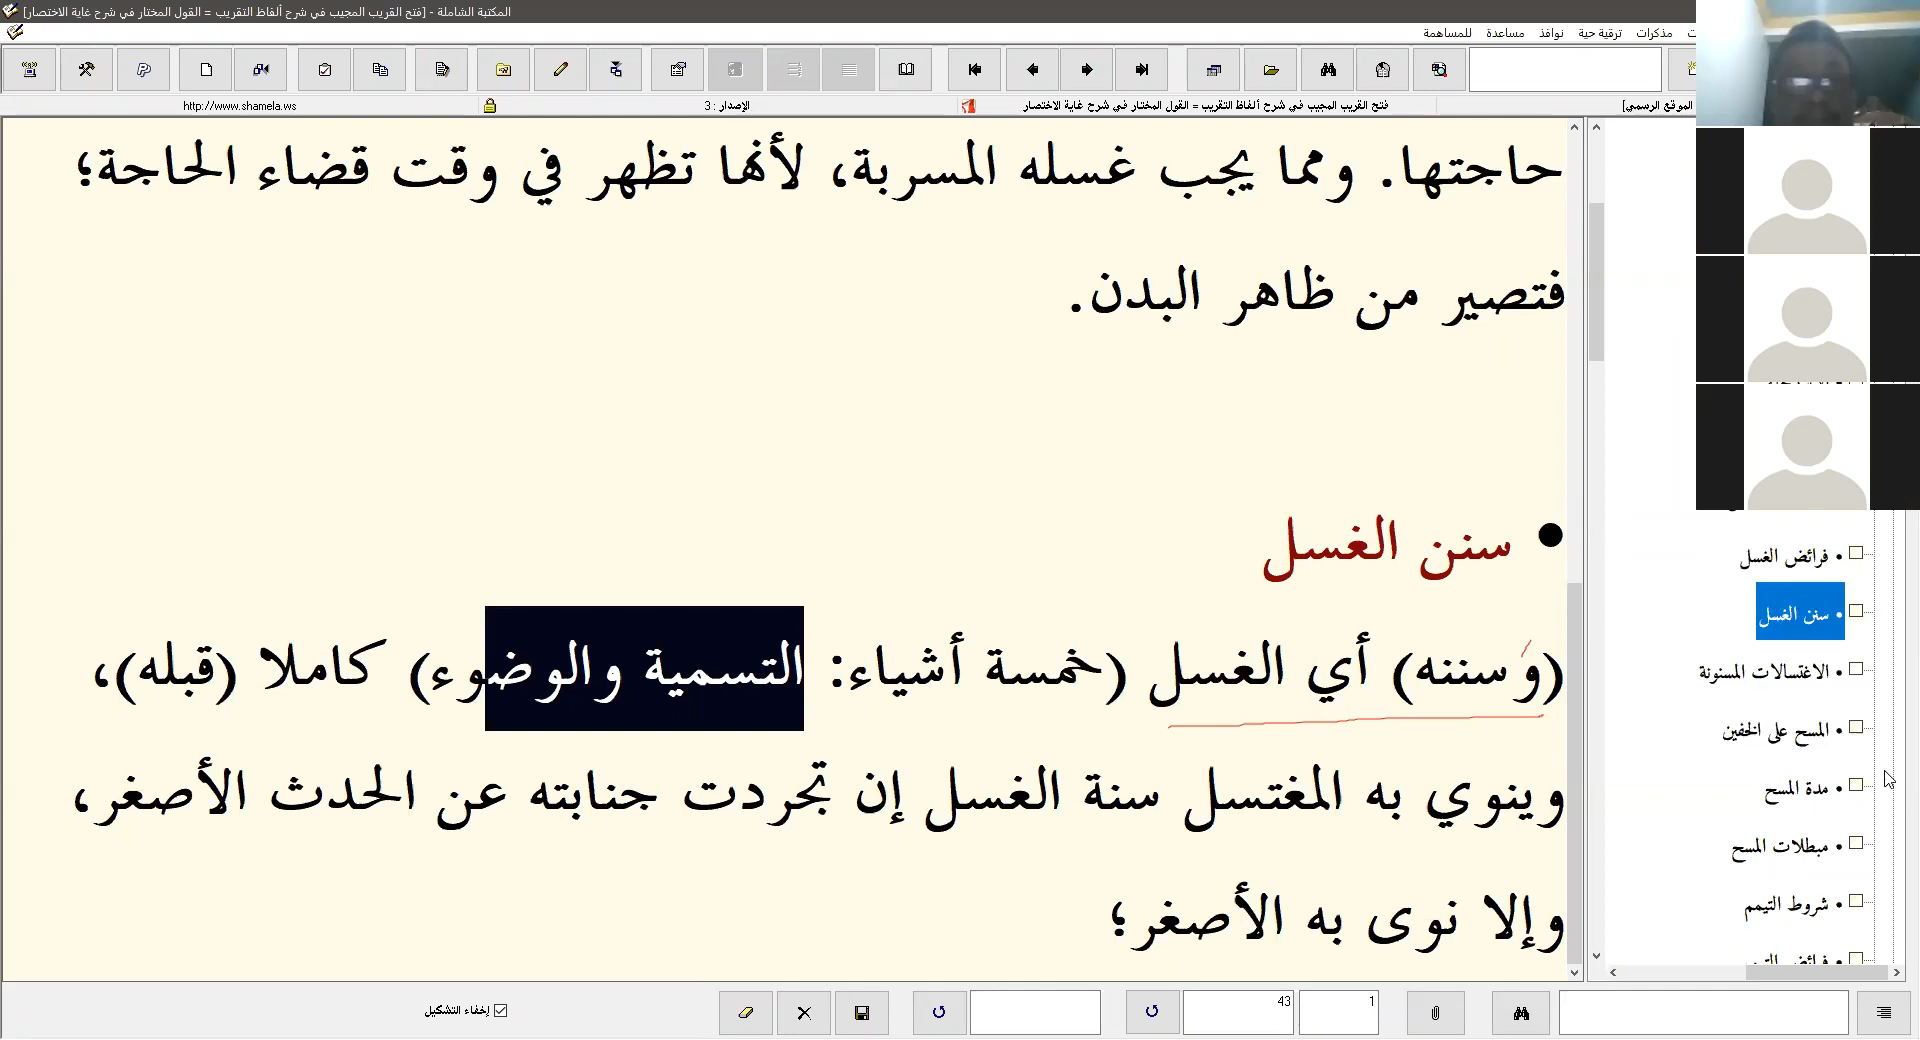 المكتبة الشاملة - [فتح القريب المجيب في شرح ألفاظ التقريب = القول المختار في شرح غاية الاختصار]
مذكرات ترقية حية نوافذ مساعدة للمساهمة
الموقع الرسمي]
فتح القريب المجيب في شرح ألفاظ التقريب = القول المختار في شرح غاية الاختصار
الإصدار : 3
http://www.shamela.ws
حاجتها. ومما يجب غسله المسربة، لأنها تظهر في وقت قضاء الحاجة؛
فتصير من ظاهر البدن.
• سنن الغسل
(وسننه) أي الغسل (خمسة أشياء: التسمية والوضوء) كاملا (قبله)،
وينوي به المغتسل سنة الغسل إن تجردت جنابته عن الحدث الأصغر،
وإلا نوى به الأصغر؛
• فرائض الغسل
• سنن الغسل
• الاغتسالات المسنونة
• المسح على الخفين
• مدة المسح
• مبطلات المسح
• شروط التيمم
1
43
إخفاء التشكيل